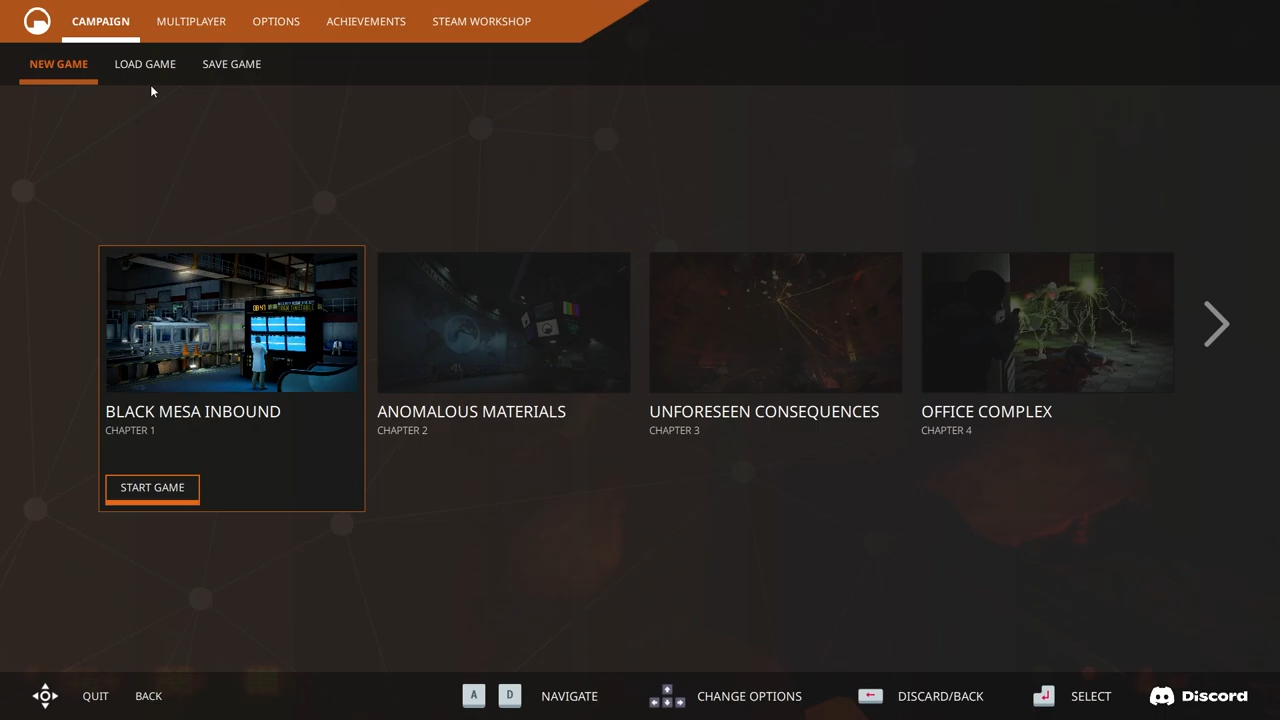 CAMPAIGN MULTIPLAYER OPTIONS ACHIEVEMENTS STEAM WORKSHOP
NEW GAME LOAD GAME SAVE GAME
BLACK MESA INBOUND
CHAPTER 1
START GAME
ANOMALOUS MATERIALS
CHAPTER 2
UNFORESEEN CONSEQUENCES
CHAPTER 3
OFFICE COMPLEX
CHAPTER 4
QUIT BACK A D NAVIGATE CHANGE OPTIONS DISCARD/BACK SELECT Discord